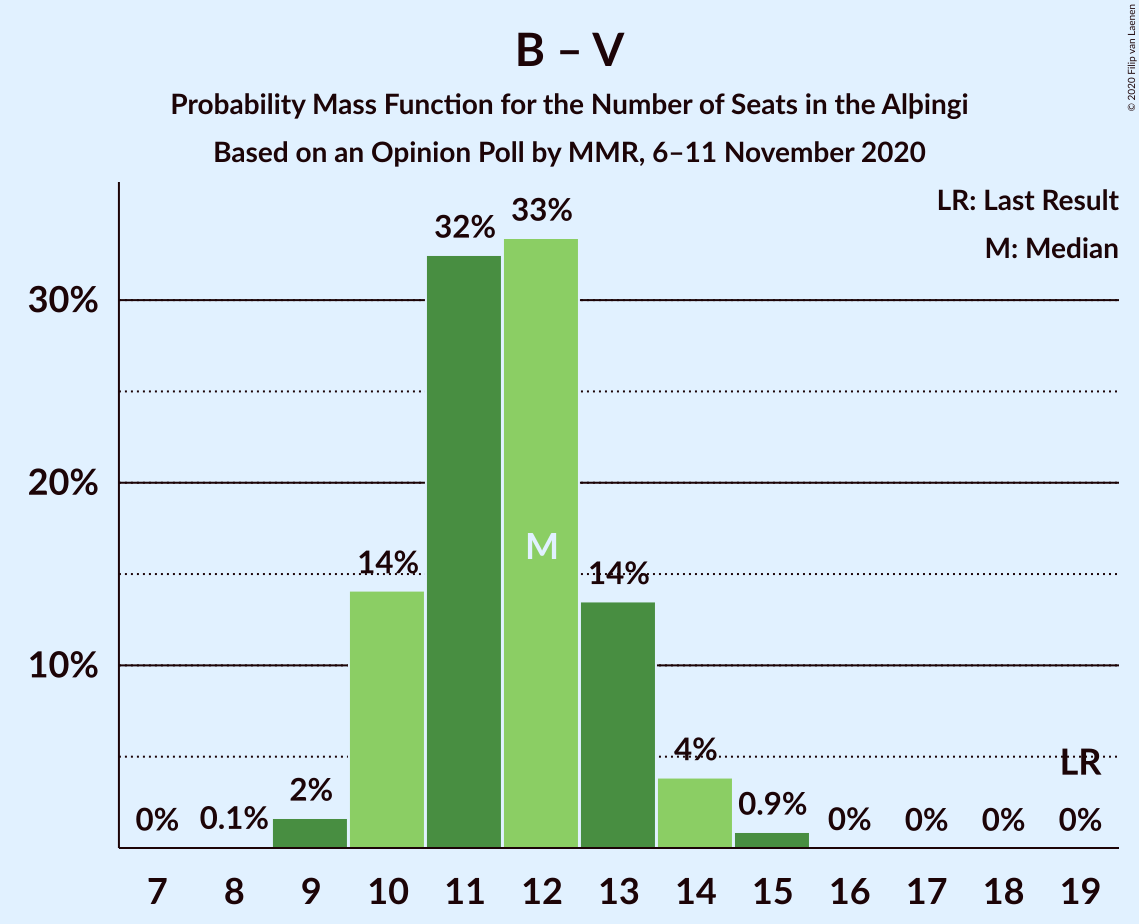 B – V
Probability Mass Function for the Number of Seats in the Alþingi
Based on an Opinion Poll by MMR, 6–11 November 2020
© 2020 Filip van Laenen
LR: Last Result
M: Median
30%
20%
10%
0%
0.1%
2%
14%
32%
33%
M
14%
4%
0.9%
0%
0%
0%
LR
0%
7 8 9 10 11 12 13 14 15 16 17 18 19